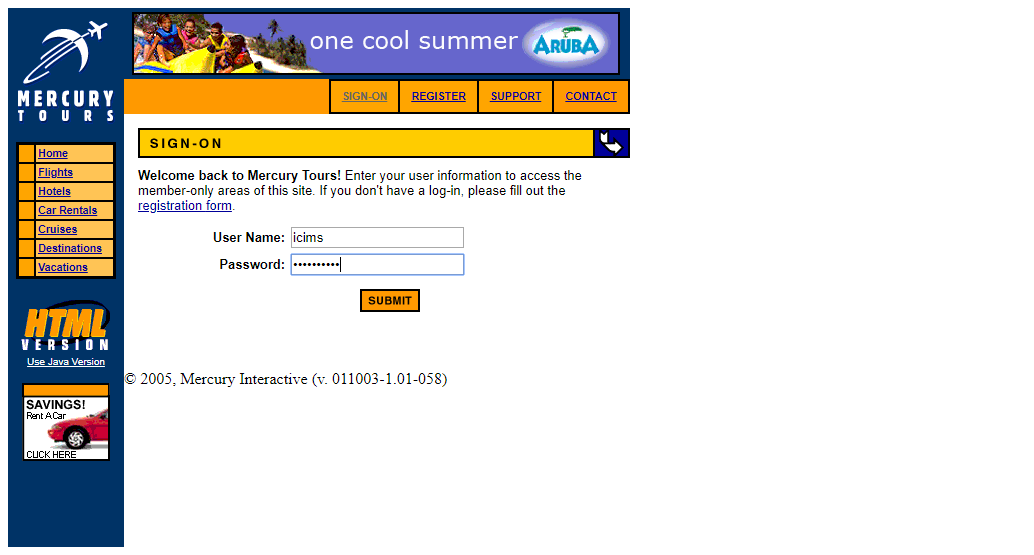 one cool summer ARUBA
MERCURY
TOURS
SIGN-ON REGISTER SUPPORT CONTACT
Home
Flights
Hotels
Car Rentals
Cruises
Destinations
Vacations
HTML
VERSION
Use Java Version
SAVINGS!
Rent A Car
CLICK HERE
SIGN-ON
Welcome back to Mercury Tours! Enter your user information to access the
member-only areas of this site. If you don't have a log-in, please fill out the
registration form.
User Name: icims
Password: ••••••••••
SUBMIT
© 2005, Mercury Interactive (v. 011003-1.01-058)